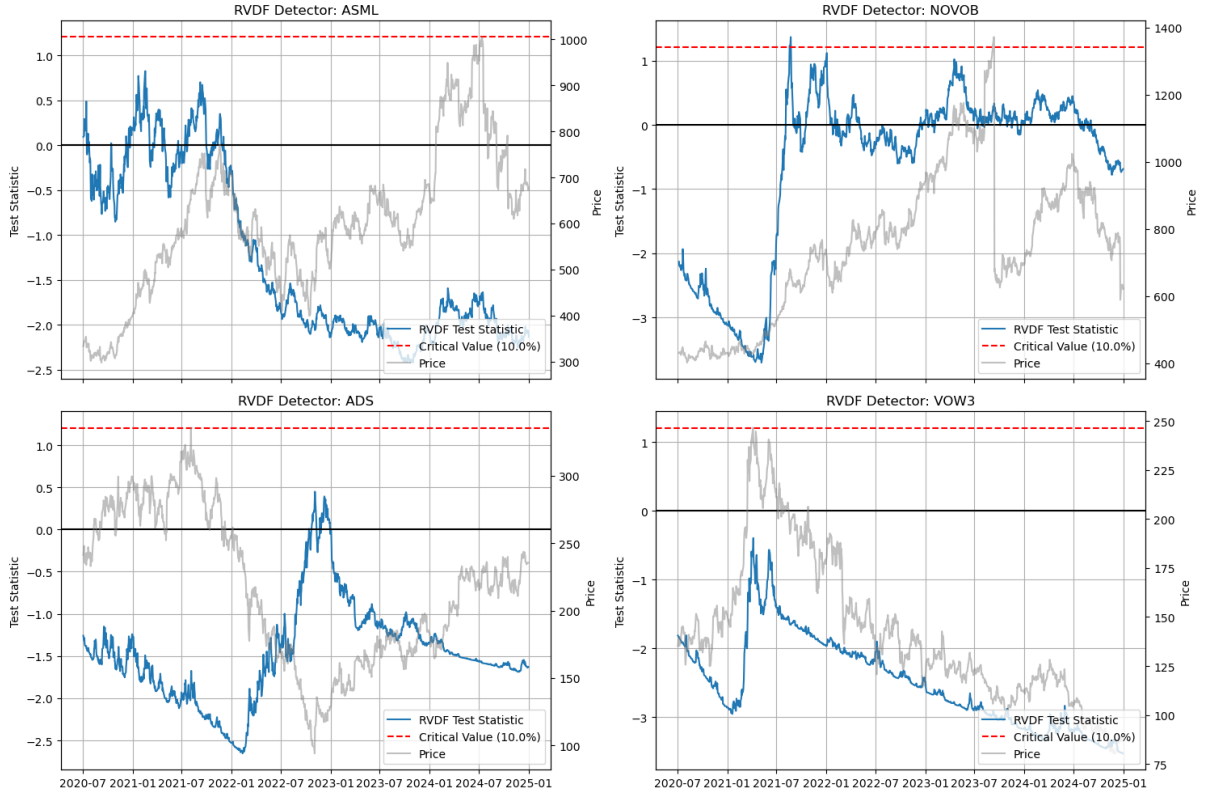 RVDF Detector: ASML
1.0
0.5
0.0
−0.5
−1.0
−1.5
−2.0
−2.5
Test Statistic
1000
900
800
700
600
500
400
300
Price
RVDF Test Statistic
Critical Value (10.0%)
Price
RVDF Detector: NOVOB
1
0
−1
−2
−3
Test Statistic
1400
1200
1000
800
600
400
Price
RVDF Test Statistic
Critical Value (10.0%)
Price
RVDF Detector: ADS
1.0
0.5
0.0
−0.5
−1.0
−1.5
−2.0
−2.5
Test Statistic
300
250
200
150
100
Price
RVDF Test Statistic
Critical Value (10.0%)
Price
2020-07 2021-01 2021-07 2022-01 2022-07 2023-01 2023-07 2024-01 2024-07 2025-01
RVDF Detector: VOW3
1
0
−1
−2
−3
Test Statistic
250
225
200
175
150
125
100
75
Price
RVDF Test Statistic
Critical Value (10.0%)
Price
2020-07 2021-01 2021-07 2022-01 2022-07 2023-01 2023-07 2024-01 2024-07 2025-01